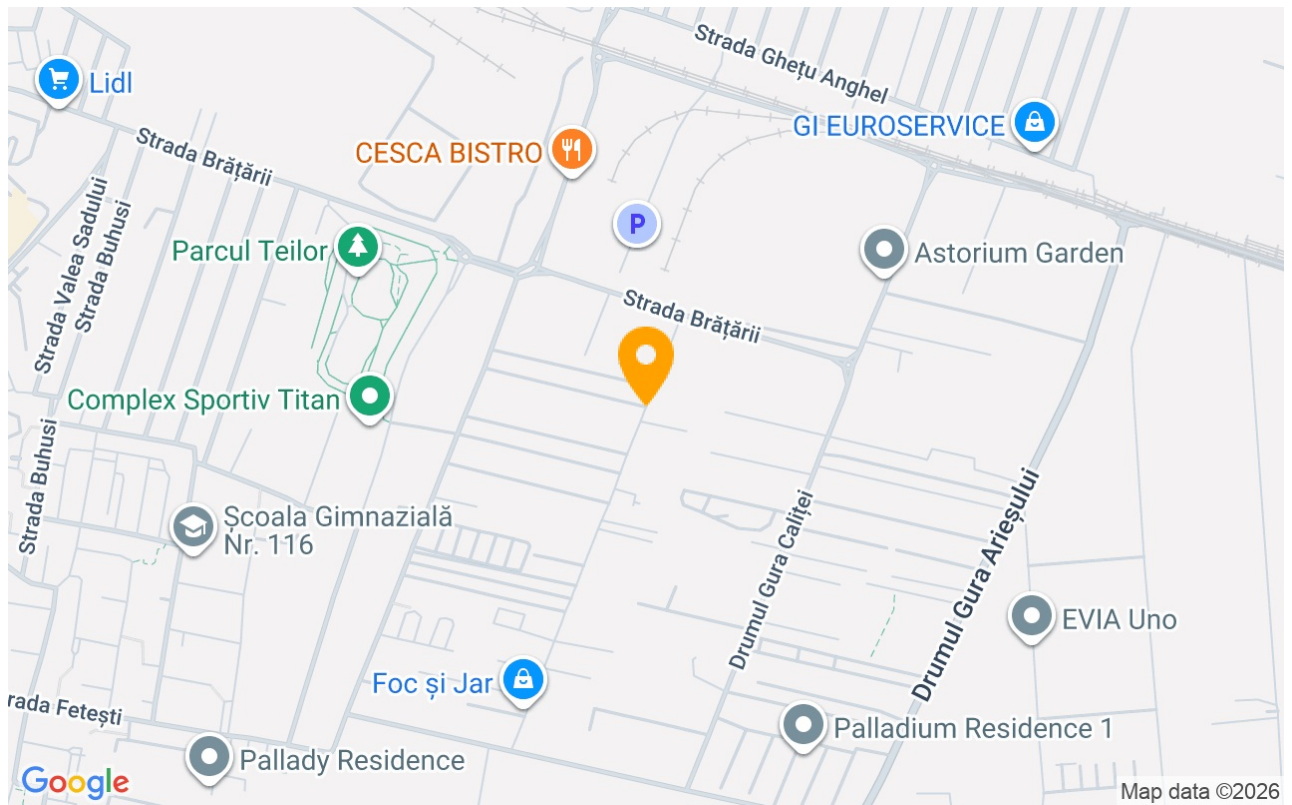 Strada Ghețu Anghel
Lidl
GI EUROSERVICE
Strada Brățării
CESCA BISTRO
P
Strada Valea Sadului
Strada Buhusi
Parcul Teilor
Astorium Garden
Strada Brățării
Complex Sportiv Titan
Strada Buhusi
Școala Gimnazială
Nr. 116
Drumul Gura Caliței
Drumul Gura Arieșului
EVIA Uno
Foc și Jar
rada Fetești
Palladium Residence 1
Pallady Residence
Google
Map data ©2026